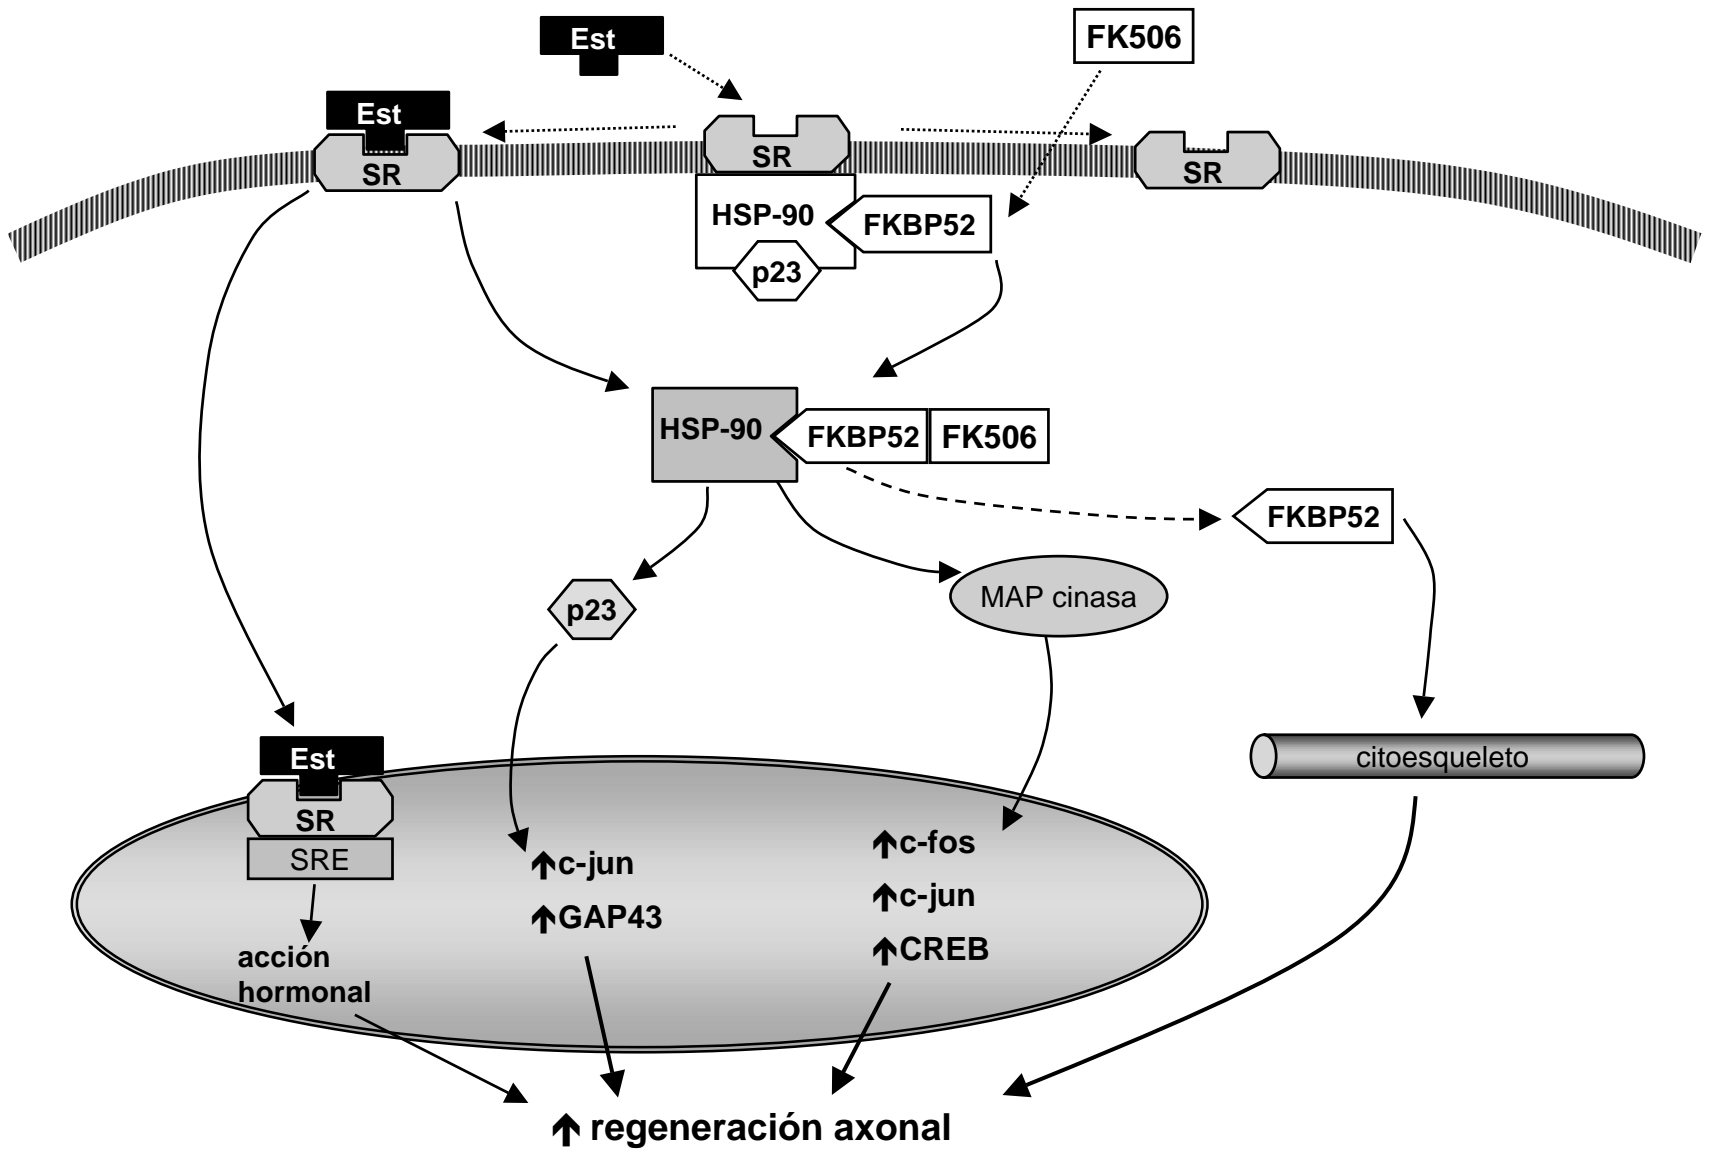 Est
FK506
Est
SR
SR
SR
HSP-90
FKBP52
p23
HSP-90
FKBP52
FK506
FKBP52
p23
MAP cinasa
Est
SR
SRE
citoesqueleto
c-jun
GAP43
c-fos
c-jun
CREB
acción
hormonal
regeneración axonal